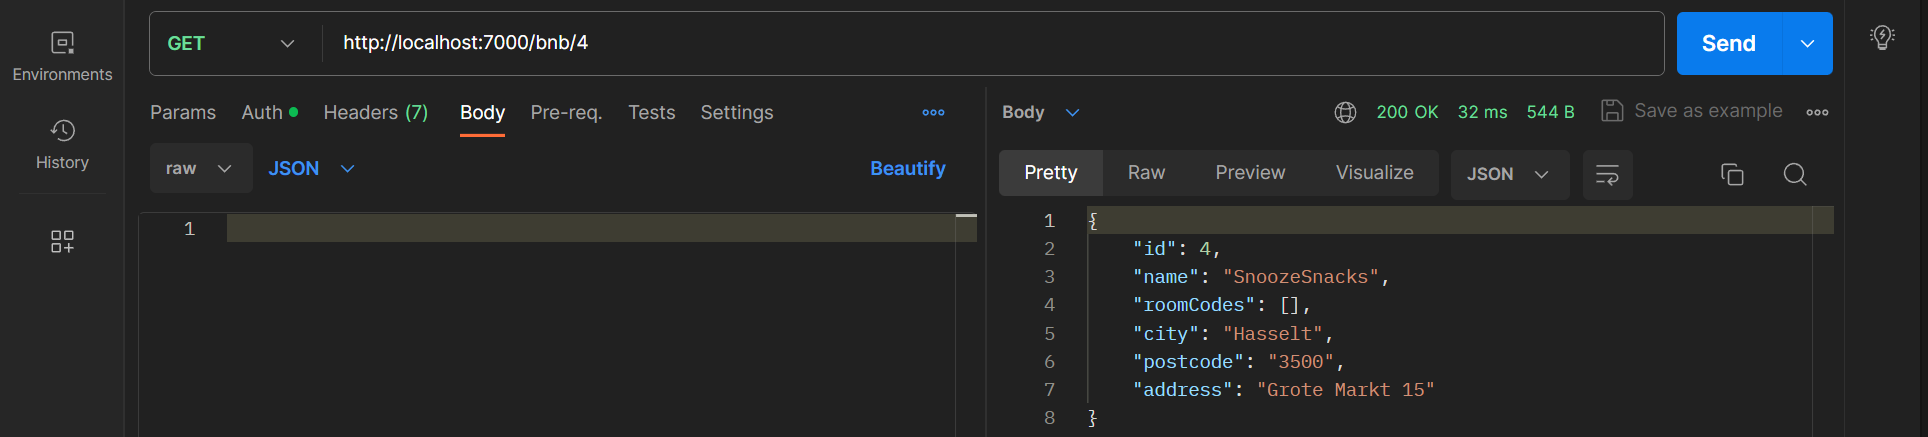 GET http://localhost:7000/bnb/4 Send
Environments
History
Params Auth Headers (7) Body Pre-req. Tests Settings
raw JSON Beautify
1
Body 200 OK 32 ms 544 B Save as example
Pretty Raw Preview Visualize JSON
1 {
2 "id": 4,
3 "name": "SnoozeSnacks",
4 "roomCodes": [],
5 "city": "Hasselt",
6 "postcode": "3500",
7 "address": "Grote Markt 15"
8 }